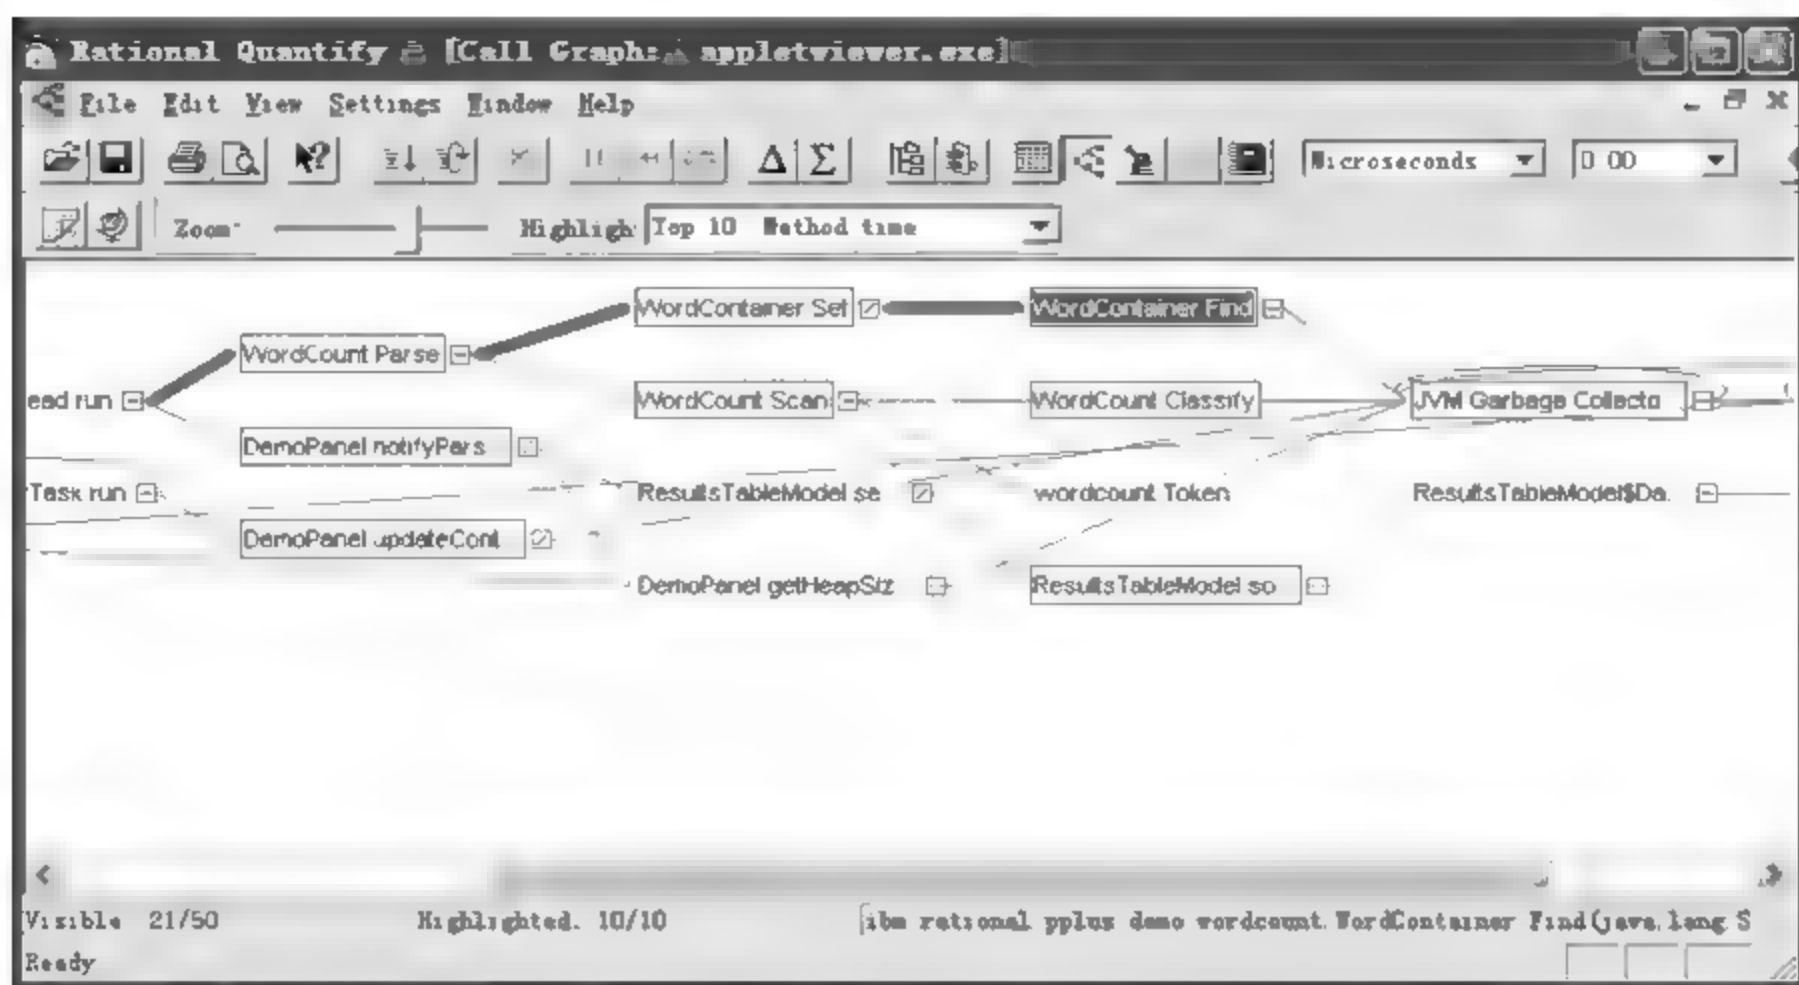 Rational Quantify [Call Graph: appletviewer.exe]
File Edit View Settings Window Help
Microseconds 0 00
Zoom Highligh Top 10 Method time
WordContainer Set WordContainer Find
WordCount Parse
ead run WordCount Scan WordCount Classify JVM Garbage Collecto
DemoPanel notifyPars
Task run ResultsTableModel se wordcount Token ResultsTableModel$Da.
DemoPanel updateCont
DemoPanel getHeapSiz ResultsTableModel so
Visible 21/50 Highlighted. 10/10 ibm rational pplus demo wordcount.WordContainer Find(java.lang S
Ready